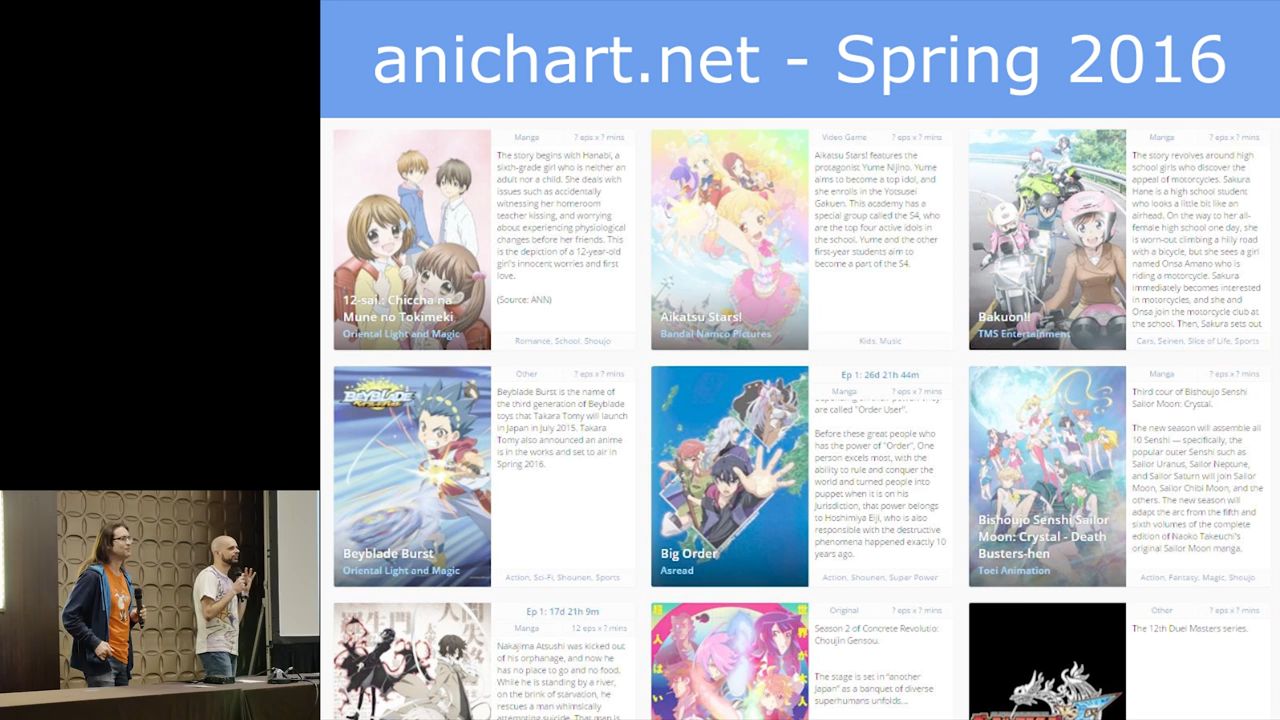 anichart.net - Spring 2016
Manga
? eps x ? mins
The story begins with Hanabi, a
sixth-grade girl who is neither an
adult nor a child. She deals with
issues such as accidentally
witnessing her homeroom
teacher kissing, and worrying
about experiencing physiological
changes before her friends. This
is the depiction of a 12-year-old
girl's innocent worries and first
love.
(Source: ANN)
12-sai.: Chiccha na
Mune no Tokimeki
Oriental Light and Magic
Romance, School, Shoujo
Video Game
? eps x ? mins
Aikatsu Stars! features the
protagonist Yume Nijino. Yume
aims to become a top idol, and
she enrolls in the Yotsusei
Gakuen. This academy has a
special group called the S4, who
are the top four active idols in
the school. Yume and the other
first-year students aim to
become a part of the S4.
Aikatsu Stars!
Bandai Namco Pictures
Kids, Music
Manga
? eps x ? mins
The story revolves around high
school girls who discover the
appeal of motorcycles. Sakura
Hane is a high school student
who looks a little bit like an
airhead. On the way to her all-
female high school one day, she
is worn-out climbing a hilly road
with a bicycle, but she sees a girl
named Onsa Amano who is
riding a motorcycle. Sakura
immediately becomes interested
in motorcycles, and she and
Onsa join the motorcycle club at
the school. Then, Sakura sets out
Bakuon!!
TMS Entertainment
Cars, Seinen, Slice of Life, Sports
Other
? eps x ? mins
BEYBLADE
Beyblade Burst is the name of
the third generation of Beyblade
toys that Takara Tomy will launch
in Japan in July 2015. Takara
Tomy also announced an anime
is in the works and set to air in
Spring 2016.
Beyblade Burst
Oriental Light and Magic
Action, Sci-Fi, Shounen, Sports
Ep 1: 26d 21h 44m
Manga
? eps x ? mins
are called "Order User".
Before these great people who
has the power of "Order", One
person excels most, with the
ability to rule and conquer the
world and turned people into
puppet when it is on his
Jurisdiction, that power belongs
to Hoshimiya Eiji, who is also
responsible with the destructive
phenomena happened exactly 10
years ago.
Big Order
Asread
Action, Shounen, Super Power
Manga
? eps x ? mins
Third cour of Bishoujo Senshi
Sailor Moon: Crystal.
The new season will assemble all
10 Senshi — specifically, the
popular outer Senshi such as
Sailor Uranus, Sailor Neptune,
and Sailor Saturn will join Sailor
Moon, Sailor Chibi Moon, and the
others. The new season will
adapt the arc from the fifth and
sixth volumes of the complete
edition of Naoko Takeuchi's
original Sailor Moon manga.
Bishoujo Senshi Sailor
Moon: Crystal - Death
Busters-hen
Toei Animation
Action, Fantasy, Magic, Shoujo
Ep 1: 17d 21h 9m
Manga
12 eps x ? mins
Nakajima Atsushi was kicked out
of his orphanage, and now he
has no place to go and no food.
While he is standing by a river,
on the brink of starvation, he
rescues a man whimsically
attempting suicide. That man is
超人はい
世界が
Original
? eps x ? mins
Season 2 of Concrete Revolutio:
Choujin Gensou.
The stage is set in "another
Japan" as a banquet of diverse
superhumans unfolds...
Other
? eps x ? mins
The 12th Duel Masters series.